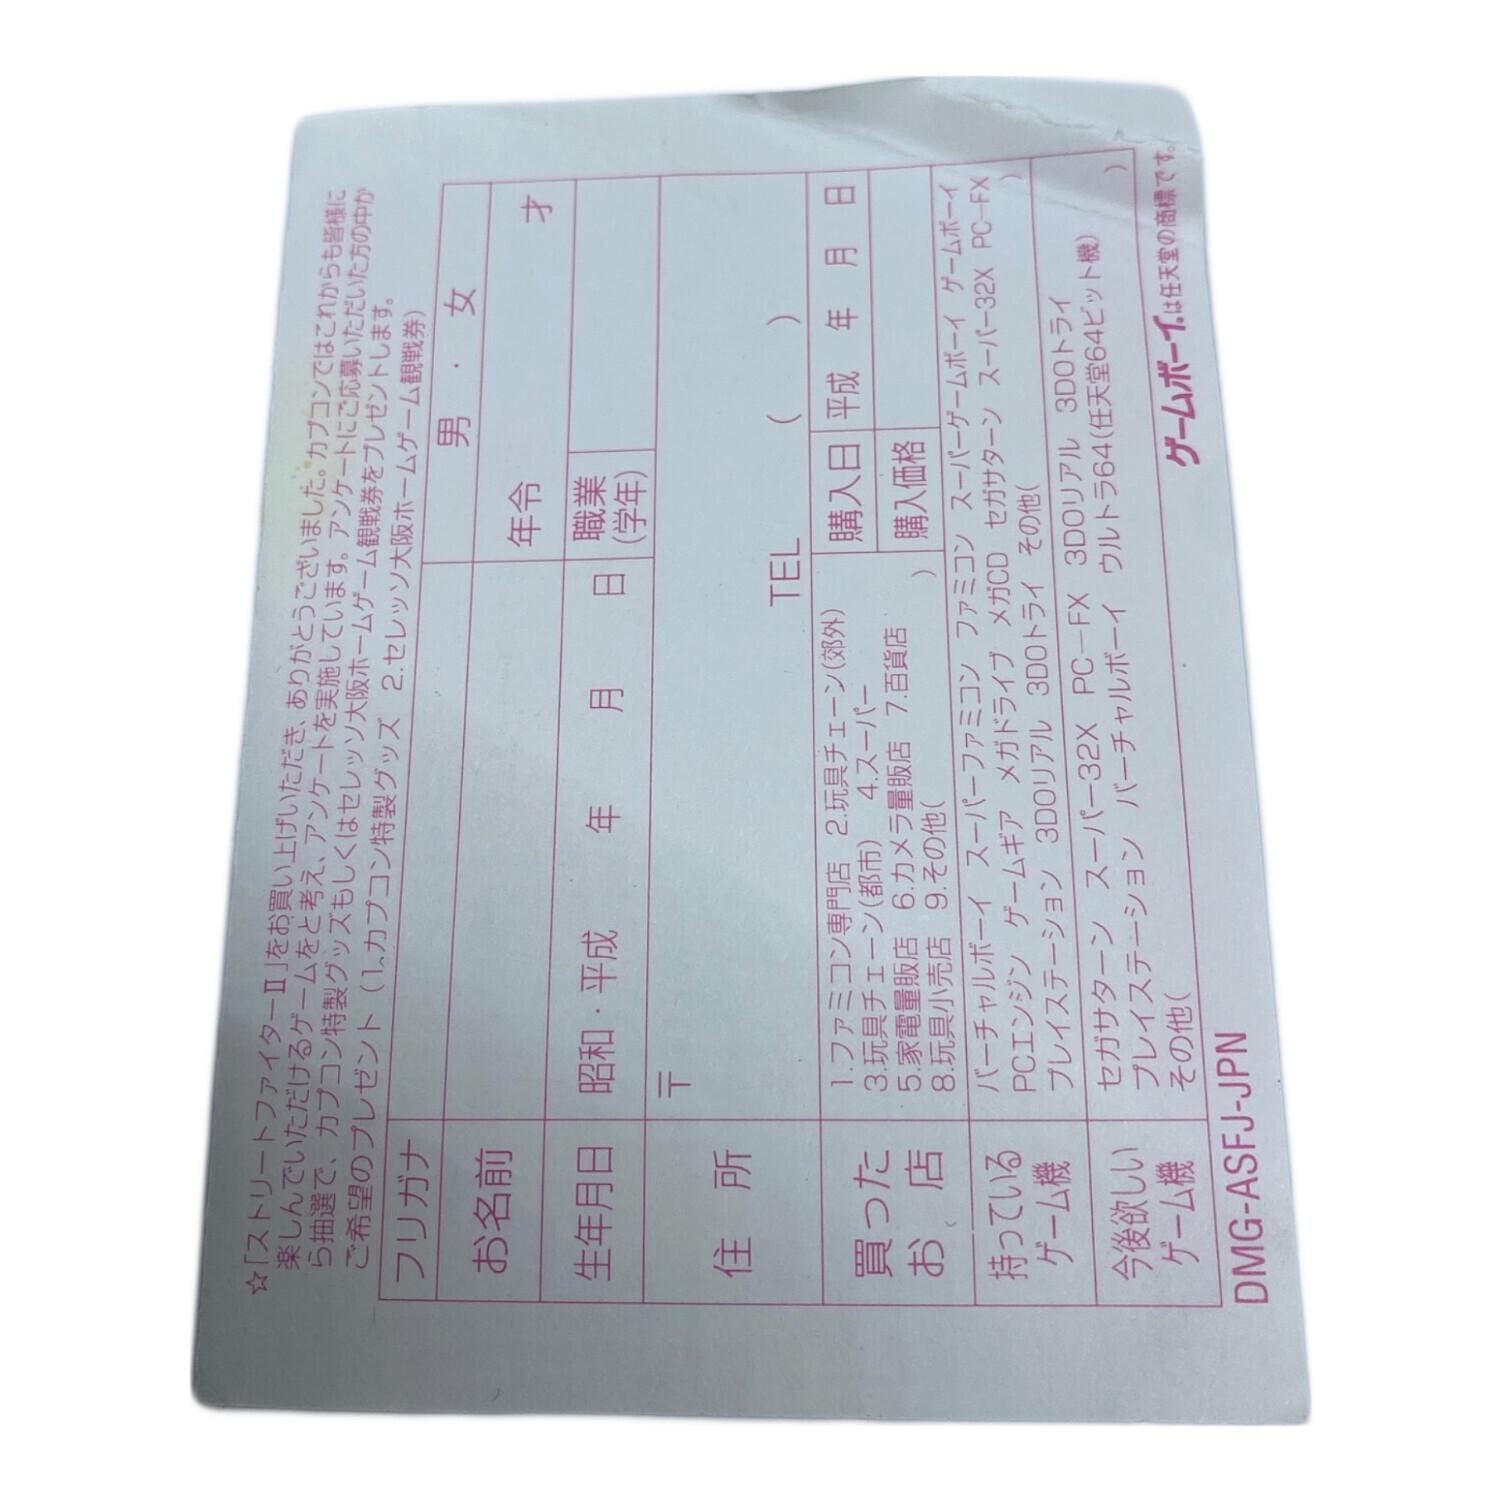 ☆「ストリートファイターⅡ」をお買い上げいただき、ありがとうございました。カプコンではこれからも皆様に
楽しんでいただけるゲームをと考え、アンケートを実施しています。アンケートにご応募いただいた方の中か
ら抽選で、カプコン特製グッズもしくはセレッソ大阪ホームゲーム観戦券をプレゼントします。
ご希望のプレゼント（1.カプコン特製グッズ 2.セレッソ大阪ホームゲーム観戦券）
フリガナ
男・女
お名前
年令 才
生年月日 昭和・平成 年 月 日
職業
(学年)
住所 〒
TEL ( )
買った
お店
1.ファミコン専門店 2.玩具チェーン(郊外)
3.玩具チェーン(都市) 4.スーパー
5.家電量販店 6.カメラ量販店 7.百貨店
8.玩具小売店 9.その他( )
購入日 平成 年 月 日
購入価格
持っている
ゲーム機
バーチャルボーイ スーパーファミコン ファミコン スーパーゲームボーイ ゲームボーイ
PCエンジン ゲームギア メガドライブ メガCD セガサターン スーパー32X PC-FX
プレイステーション 3DOリアル 3DOトライ その他( )
今後欲しい
ゲーム機
セガサターン スーパー32X PC-FX 3DOリアル 3DOトライ
プレイステーション バーチャルボーイ ウルトラ64(任天堂64ビット機)
その他( )
DMG-ASFJ-JPN
ゲームボーイ は任天堂の商標です。